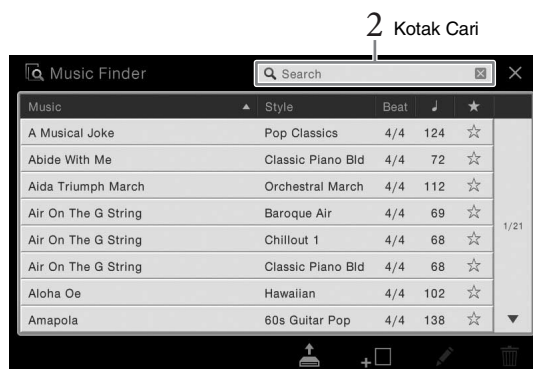 2 Kotak Cari
Music Finder Search
Music Style Beat ♩ ★
A Musical Joke Pop Classics 4/4 124 ☆
Abide With Me Classic Piano Bld 4/4 72 ☆
Aida Triumph March Orchestral March 4/4 112 ☆
Air On The G String Baroque Air 4/4 69 ☆
Air On The G String Chillout 1 4/4 68 ☆
Air On The G String Classic Piano Bld 4/4 68 ☆
Aloha Oe Hawaiian 4/4 102 ☆
Amapola 60s Guitar Pop 4/4 138 ☆
1/21